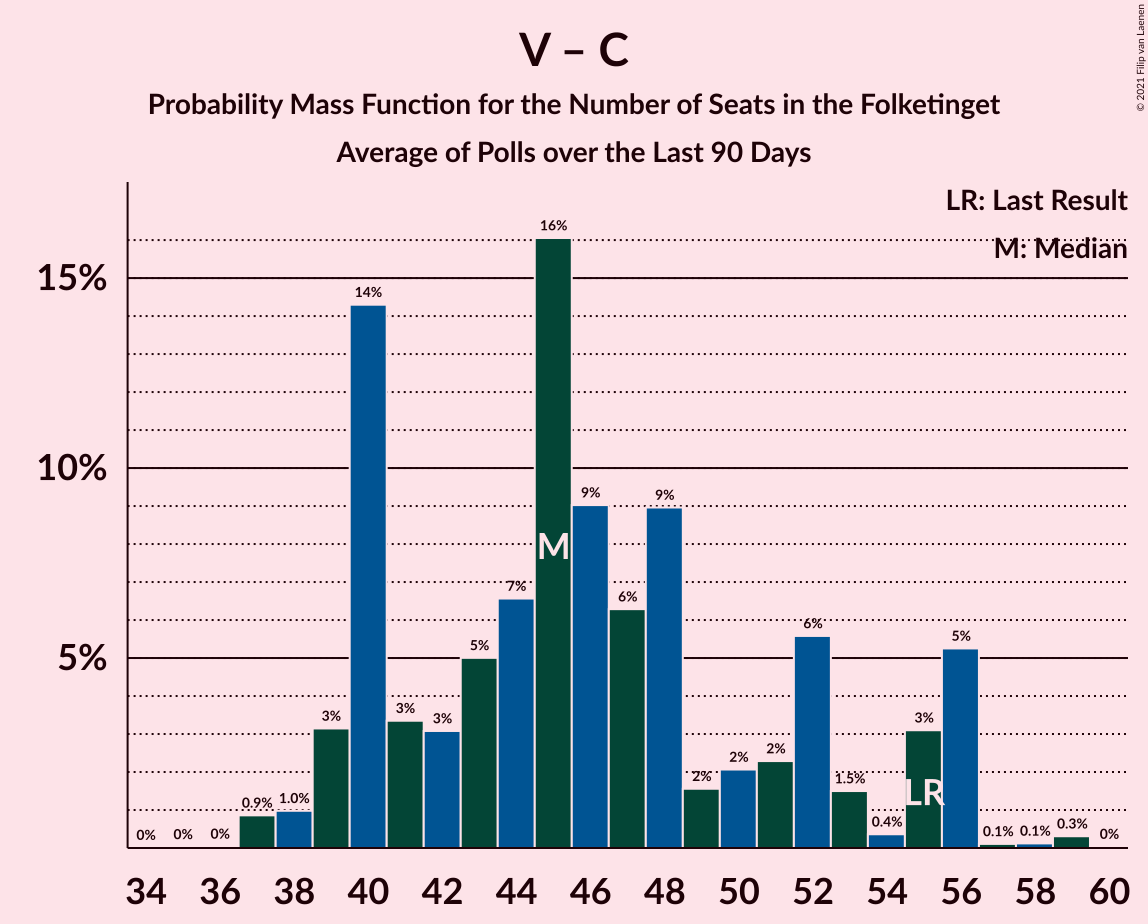 © 2021 Filip van Laenen
V – C
Probability Mass Function for the Number of Seats in the Folketinget
Average of Polls over the Last 90 Days
LR: Last Result
M: Median
15%
10%
5%
0% 0% 0% 0.9% 1.0% 3% 14% 3% 3% 5% 7% 16% 9% 6% 9% 2% 2% 2% 6% 1.5% 0.4% 3% 5% 0.1% 0.1% 0.3% 0%
M
LR
34 36 38 40 42 44 46 48 50 52 54 56 58 60